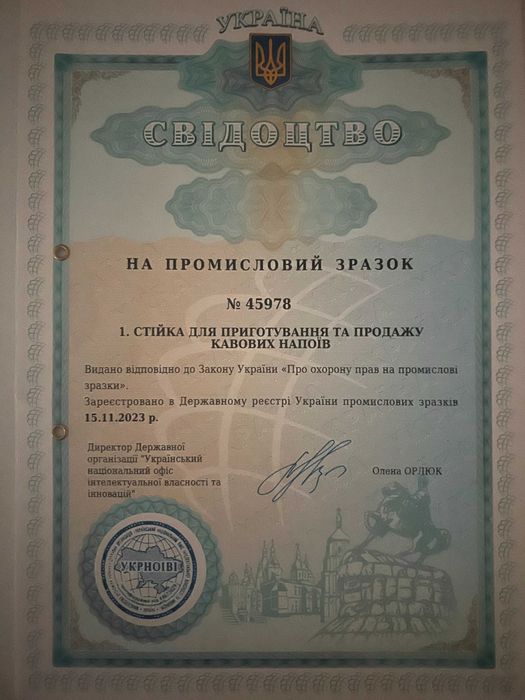 УКРАЇНА
СВІДОЦТВО
НА ПРОМИСЛОВИЙ ЗРАЗОК
№ 45978
1. СТІЙКА ДЛЯ ПРИГОТУВАННЯ ТА ПРОДАЖУ
КАВОВИХ НАПОЇВ
Видано відповідно до Закону України «Про охорону прав на промислові
зразки».
Зареєстровано в Державному реєстрі України промислових зразків
15.11.2023 р.
Директор Державної
організації "Український
національний офіс
інтелектуальної власності та
інновацій"
Олена ОРЛЮК
УКРНОІВІ